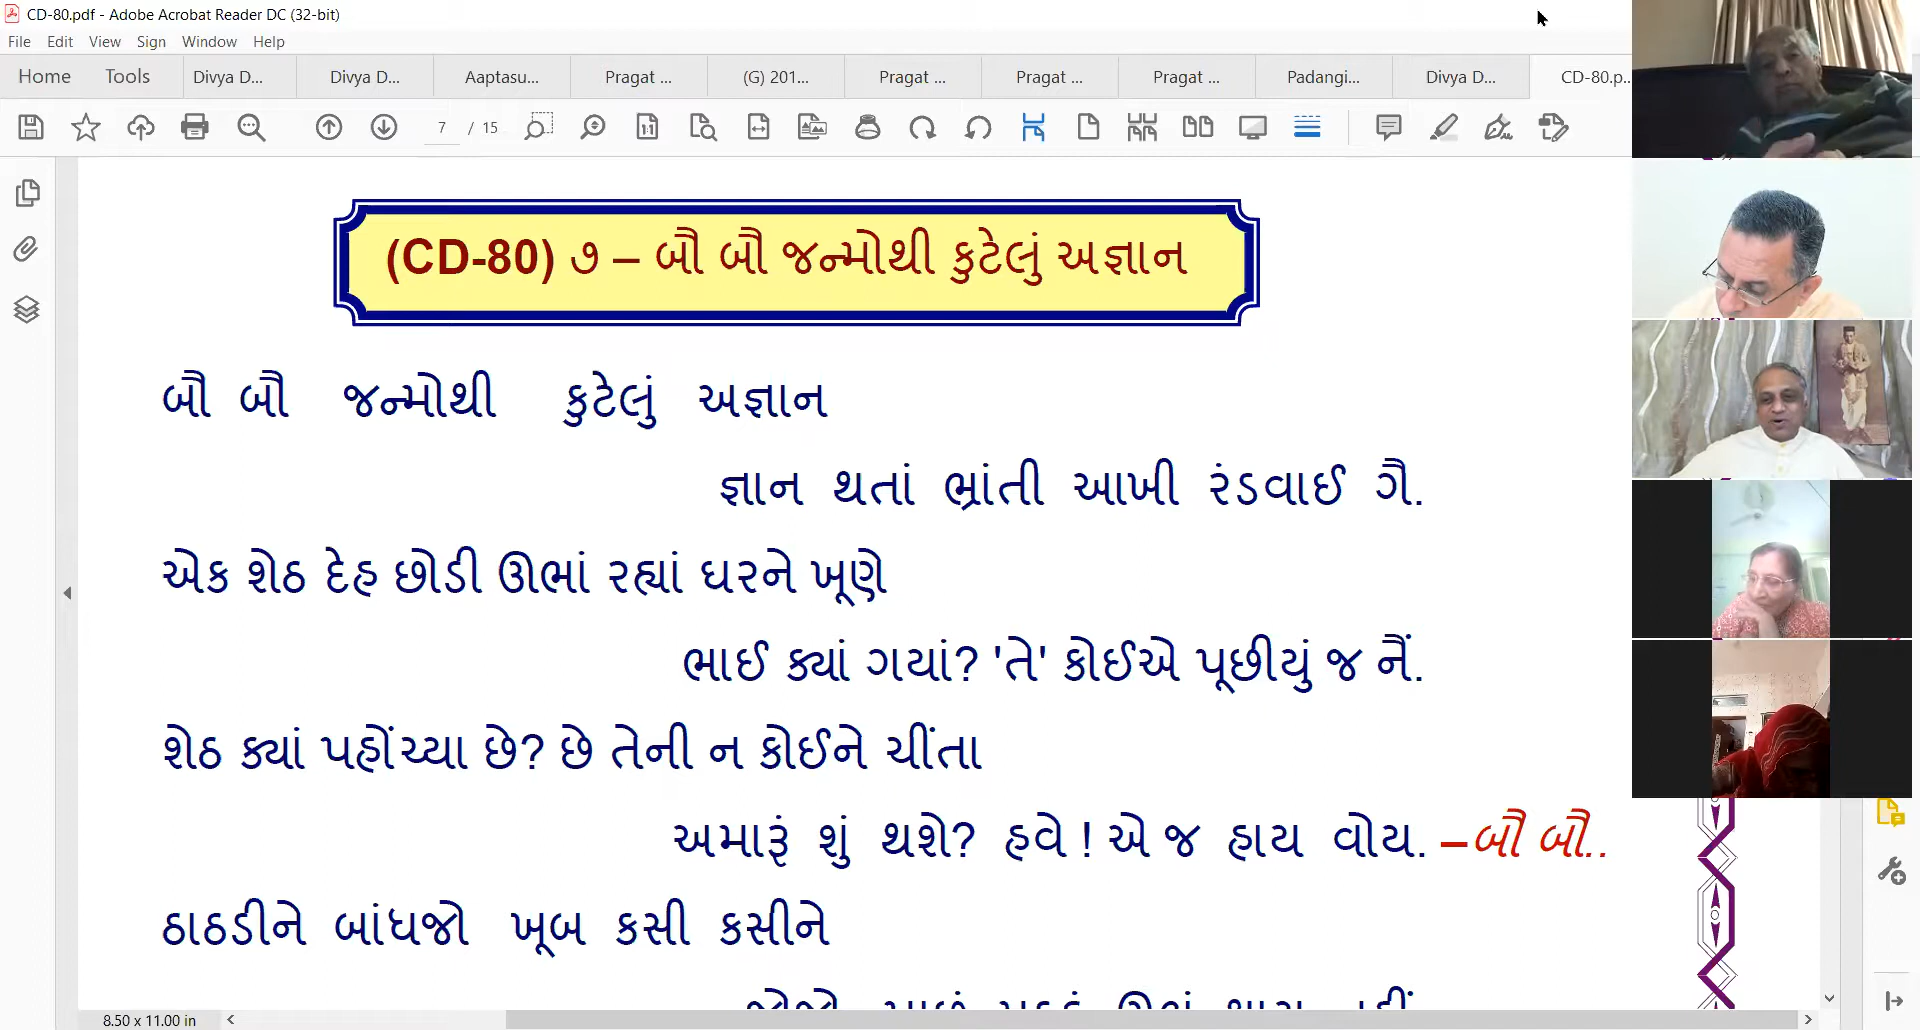 CD-80.pdf - Adobe Acrobat Reader DC (32-bit)
File Edit View Sign Window Help
Home Tools Divya D... Divya D... Aaptasu... Pragat ... (G) 201... Pragat ... Pragat ... Pragat ... Padangi... Divya D... CD-80.p...
7 / 15
(CD-80) ૭ – બૌ બૌ જન્મોથી કુટેલું અજ્ઞાન
બૌ બૌ જન્મોથી કુટેલું અજ્ઞાન
જ્ઞાન થતાં ભ્રાંતી આખી રંડવાઈ ગૈ.
એક શેઠ દેહ છોડી ઊભાં રહ્યાં ઘરને ખૂણે
ભાઈ ક્યાં ગયાં? 'તે' કોઈએ પૂછીયું જ નૈં.
શેઠ ક્યાં પહોંચ્યા છે? છે તેની ન કોઈને ચીંતા
અમારૂં શું થશે? હવે ! એ જ હાય વોય. –બૌ બૌ..
ઠાઠડીને બાંધજો ખૂબ કસી કસીને
8.50 x 11.00 in